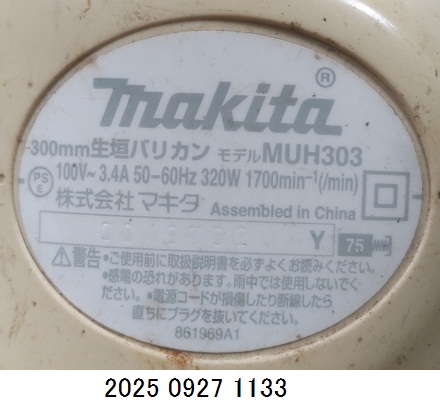 makita®
300mm生垣バリカン モデル MUH303
PSE 100V~ 3.4A 50-60Hz 320W 1700min⁻¹(/min)
株式会社 マキタ Assembled in China
Y 75
⚠警告 •ご使用前に取扱説明書を必ずよくお読みください。
•感電の恐れがあります。雨中では使用しないでく
ださい。•電源コードが損傷したり断線したら
直ちにプラグを抜いてください。
861969A1
2025 0927 1133